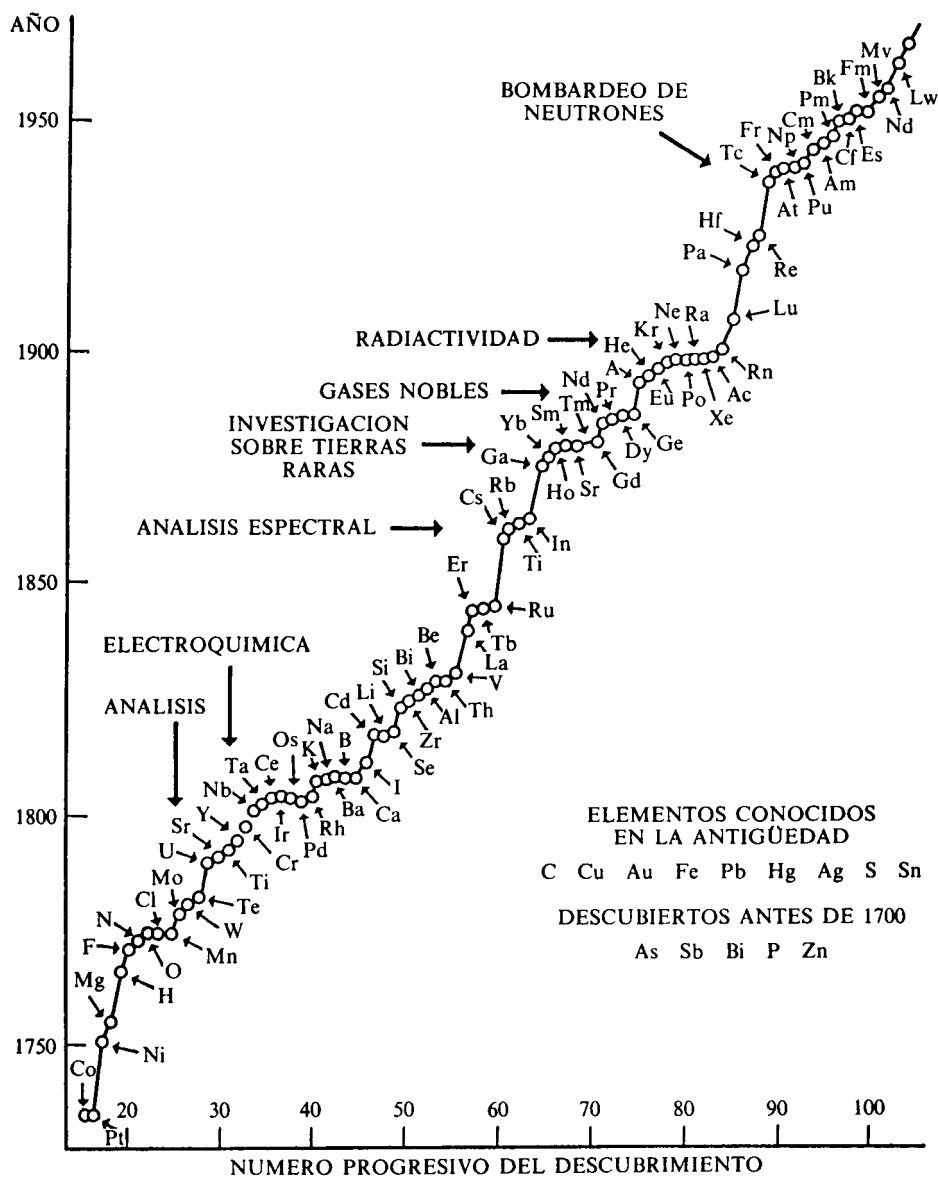 AÑO
1950
1900
1850
1800
1750
BOMBARDEO DE
NEUTRONES
RADIACTIVIDAD
GASES NOBLES
INVESTIGACION
SOBRE TIERRAS
RARAS
ANALISIS ESPECTRAL
ELECTROQUIMICA
ANALISIS
Mv
Fm
Bk
Pm
Cm
Np
Fr
Tc
Lw
Nd
Es
Cf
Am
Pu
At
Hf
Pa
Re
Lu
Ne Ra
Kr
He
A
Rn
Ac
Xe
Po
Eu
Nd
Pr
Tm
Sm
Yb
Ga
Ge
Dy
Gd
Sr
Ho
Rb
Cs
In
Ti
Er
Ru
Tb
La
V
Be
Bi
Si
Li
Cd
Th
Al
Zr
Se
I
B
Na
K
Os
Ce
Ta
Nb
Y
Sr
U
Mo
Cl
N
F
Mg
Co
Ca
Ba
Rh
Pd
Ir
Cr
Ti
Te
W
Mn
O
H
Ni
Pt
ELEMENTOS CONOCIDOS
EN LA ANTIGÜEDAD
C Cu Au Fe Pb Hg Ag S Sn
DESCUBIERTOS ANTES DE 1700
As Sb Bi P Zn
20 30 40 50 60 70 80 90 100
NUMERO PROGRESIVO DEL DESCUBRIMIENTO